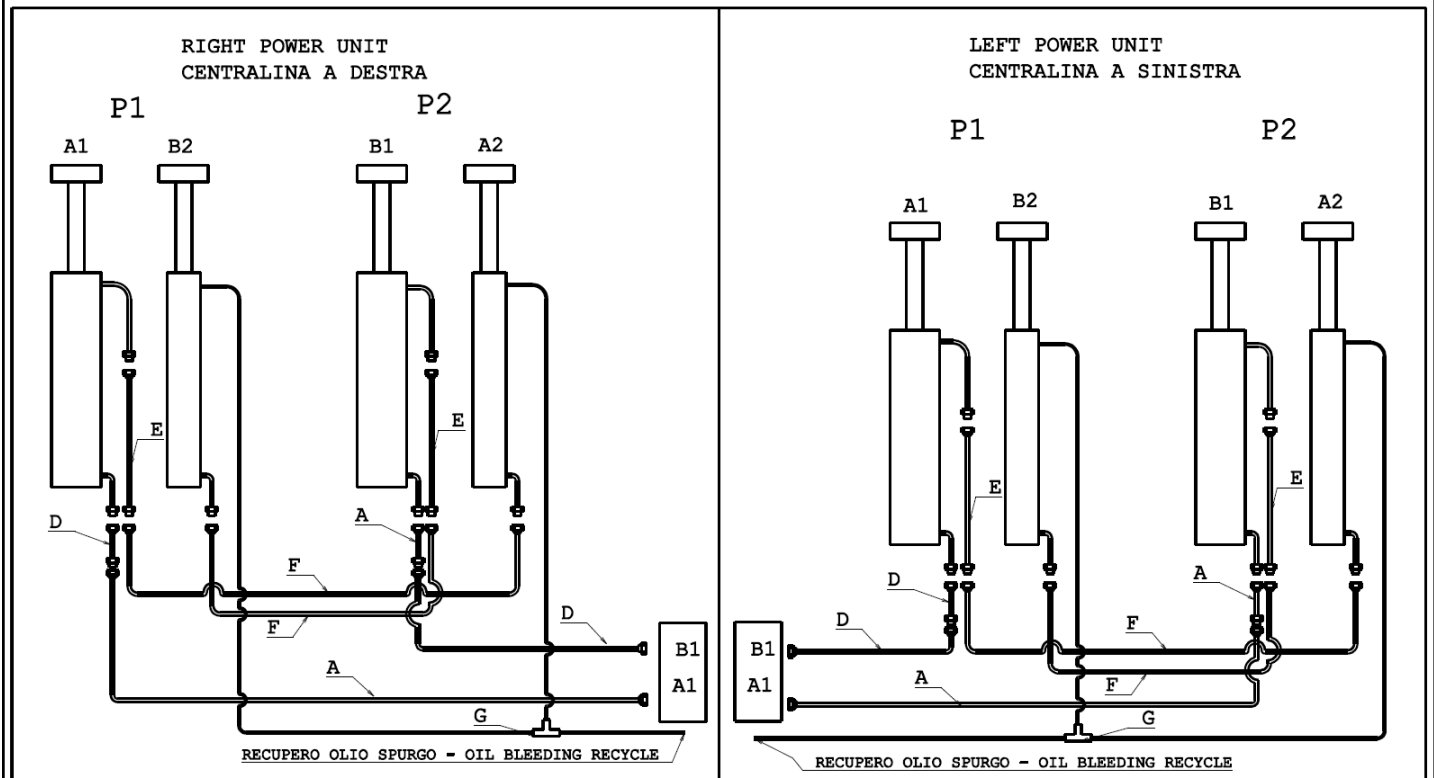 RIGHT POWER UNIT
CENTRALINA A DESTRA
P1
P2
A1
B2
B1
A2
E
E
D
A
F
F
D
B1
A
A1
G
RECUPERO OLIO SPURGO - OIL BLEEDING RECYCLE
LEFT POWER UNIT
CENTRALINA A SINISTRA
P1
P2
A1
B2
B1
A2
E
E
D
A
D
F
B1
F
A
A1
G
RECUPERO OLIO SPURGO - OIL BLEEDING RECYCLE